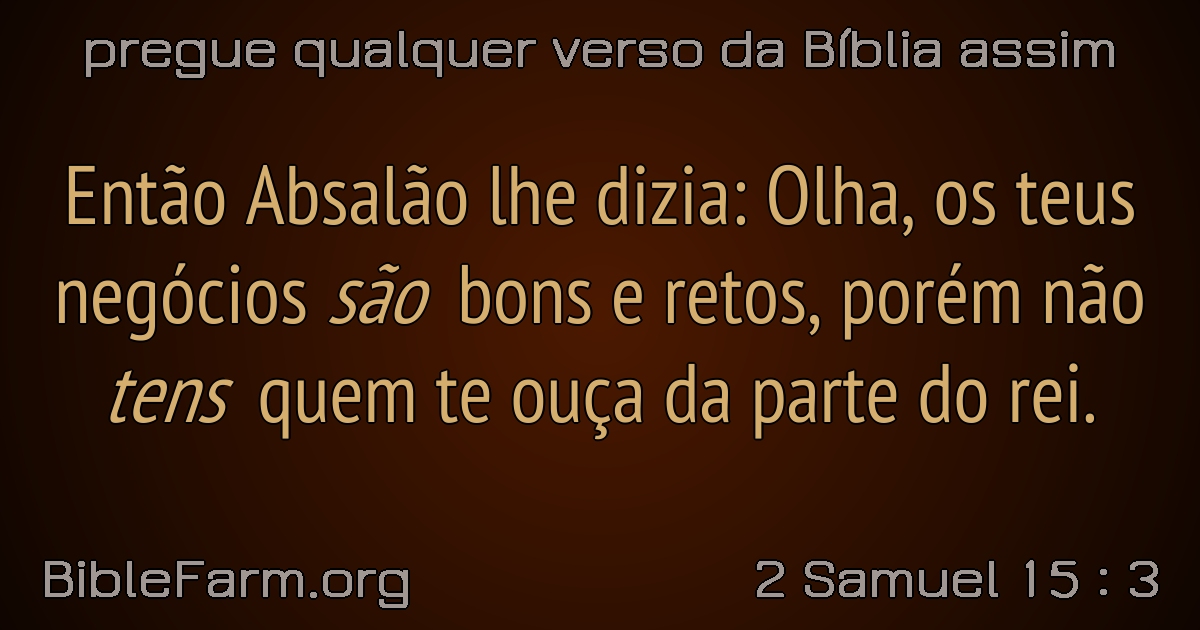 pregue qualquer verso da Bíblia assim
Então Absalão lhe dizia: Olha, os teus
negócios são bons e retos, porém não
tens quem te ouça da parte do rei.
BibleFarm.org
2 Samuel 15 : 3